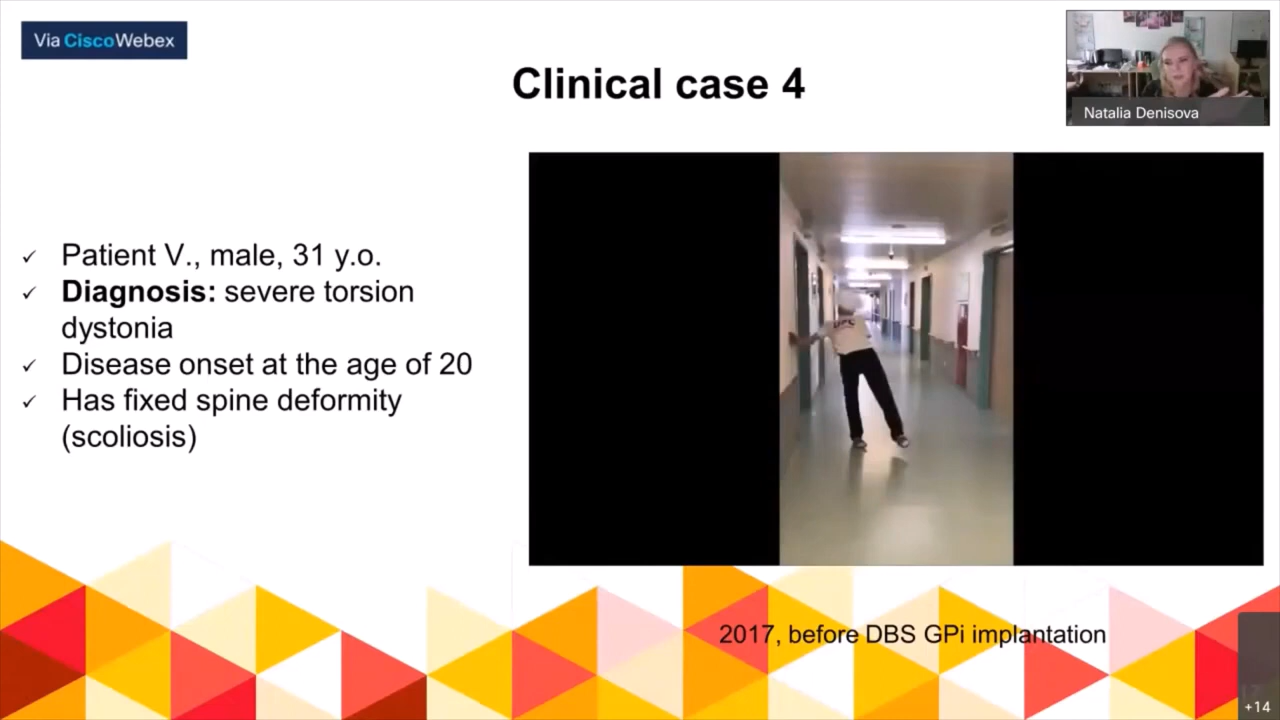 Via CiscoWebex
Clinical case 4
Natalia Denisova
✓ Patient V., male, 31 y.o.
✓ Diagnosis: severe torsion
dystonia
✓ Disease onset at the age of 20
✓ Has fixed spine deformity
(scoliosis)
2017, before DBS GPi implantation
+14